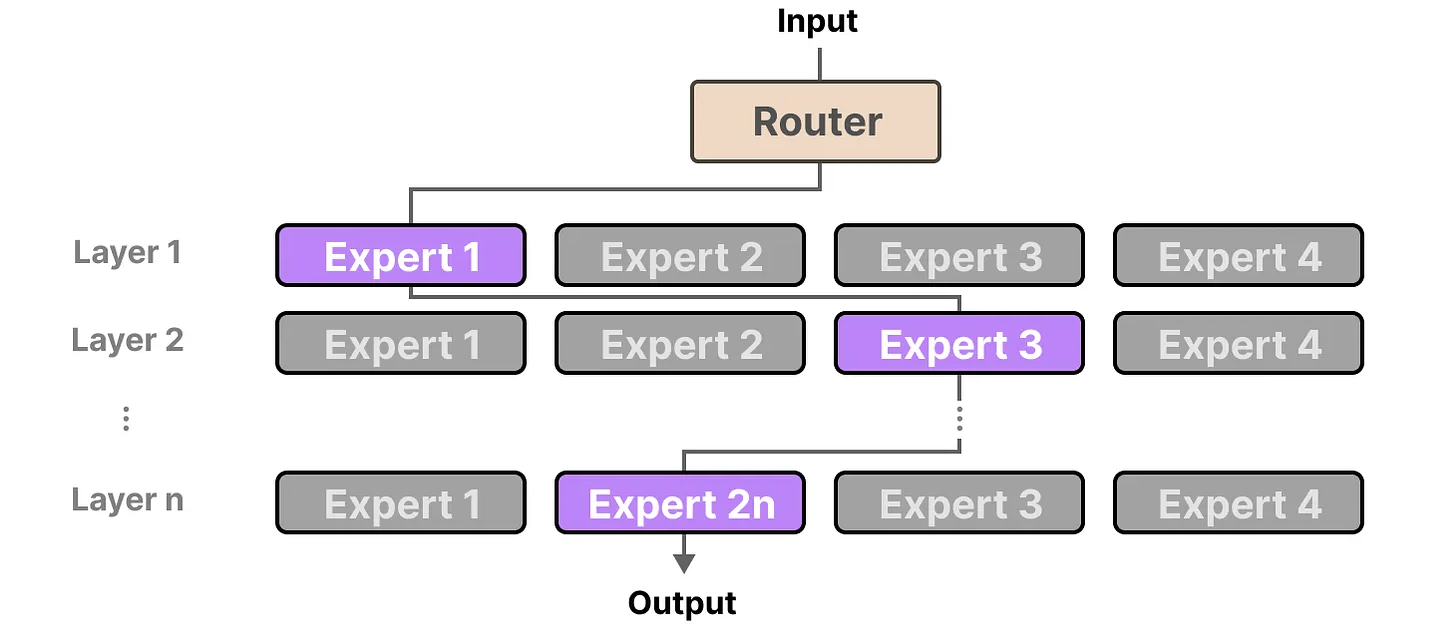 Input
Router
Layer 1 Expert 1 Expert 2 Expert 3 Expert 4
Layer 2 Expert 1 Expert 2 Expert 3 Expert 4
Layer n Expert 1 Expert 2n Expert 3 Expert 4
Output